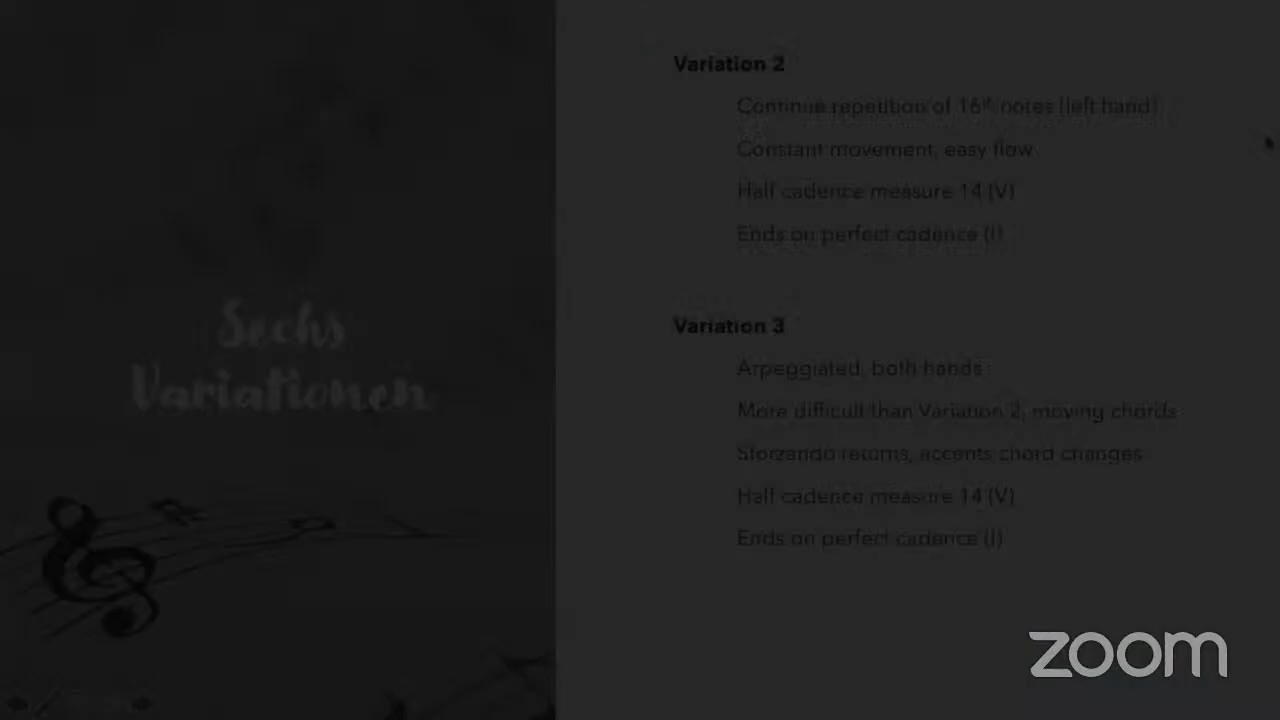 Sechs
Variationen
Variation 2
Continue repetition of 16th notes (left hand)
Constant movement, easy flow
Half cadence measure 14 (V)
Ends on perfect cadence (I)
Variation 3
Arpeggiated, both hands
More difficult than Variation 2, moving chords
Sforzando returns, accents chord changes
Half cadence measure 14 (V)
Ends on perfect cadence (I)
zoom